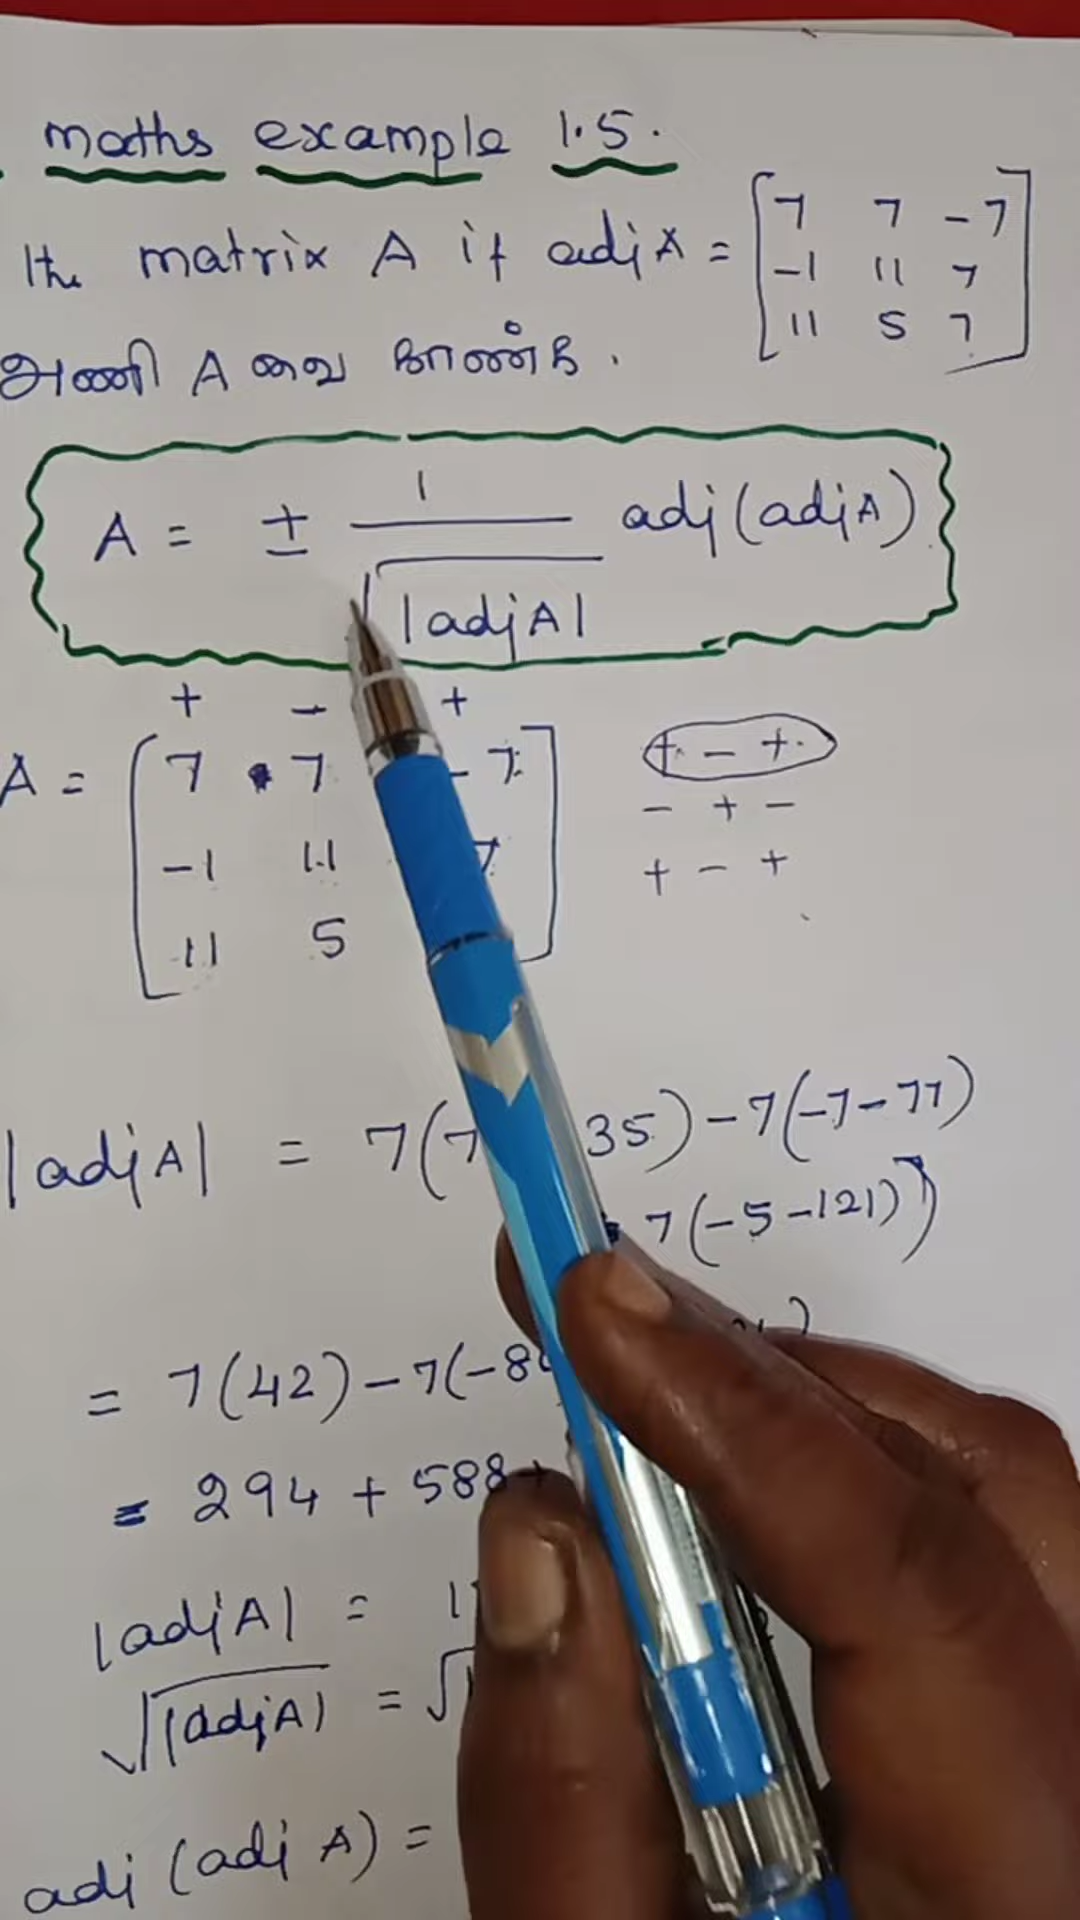 maths example 1.5.
the matrix A if adj A = [7 7 -7
-1 11 7
11 5 7]
அணி A வை காண்க.
A = ± 1/√|adj A| adj(adj A)
+ - +
A = [7 7 -7
-1 11 7
11 5]
+ - +
- + -
+ - +
|adj A| = 7(7 35) - 7(-7-77)
7(-5-121))
= 7(42) - 7(-8
= 294 + 588 +
|adj A| = 1
√|adj A| = √1
adj (adj A) =